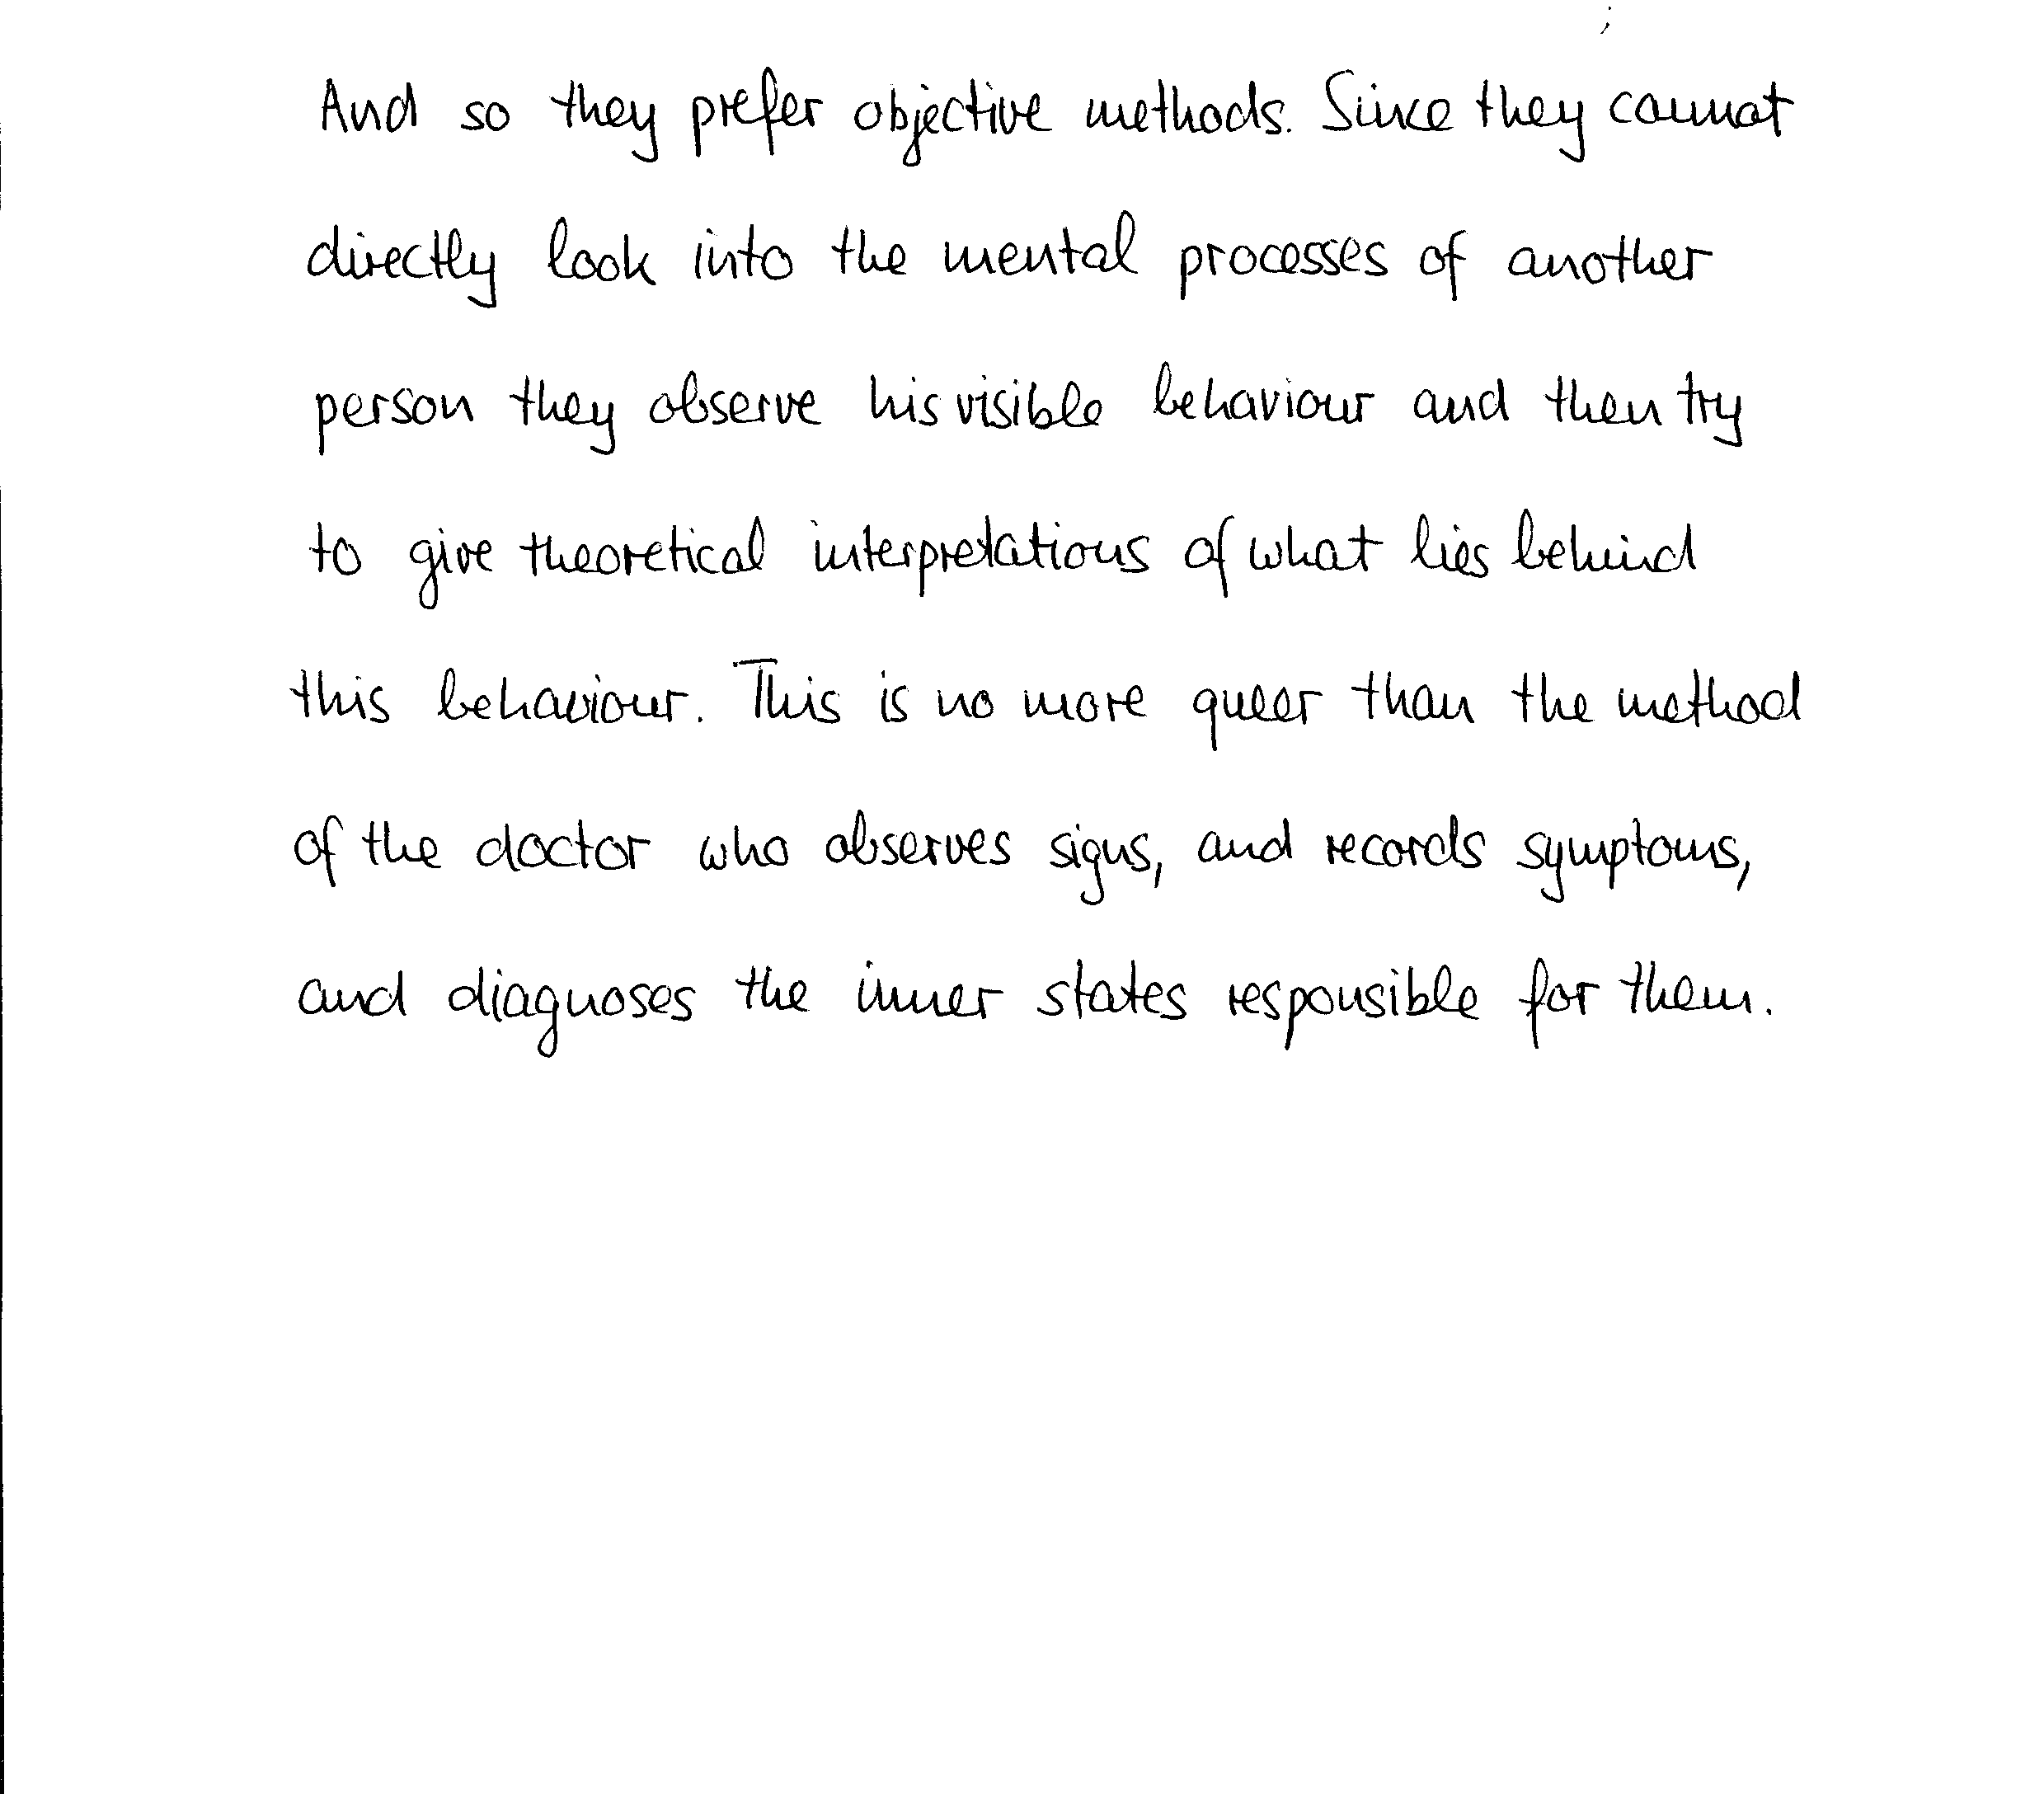 And so they prefer objective methods. Since they cannot
directly look into the mental processes of another
person they observe his visible behaviour and then try
to give theoretical interpretations of what lies behind
this behaviour. This is no more queer than the method
of the doctor who observes signs, and records symptoms,
and diagnoses the inner states responsible for them.